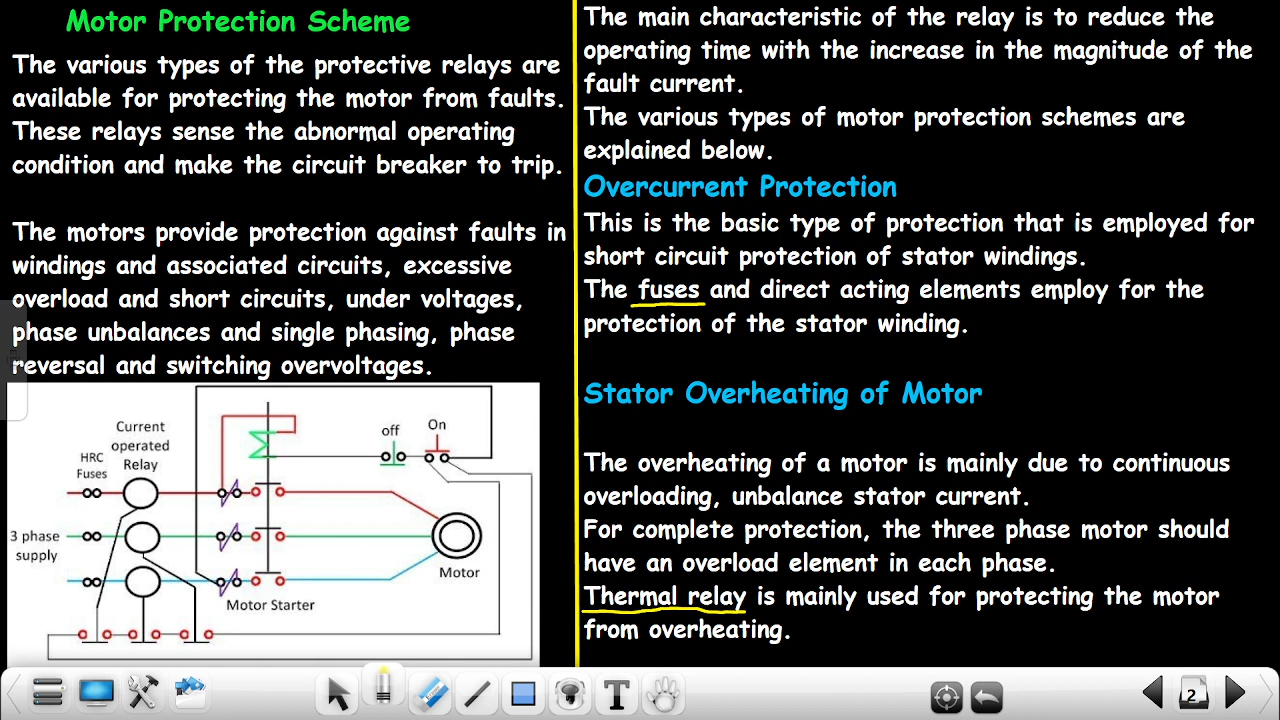 Motor Protection Scheme
The various types of the protective relays are
available for protecting the motor from faults.
These relays sense the abnormal operating
condition and make the circuit breaker to trip.
The motors provide protection against faults in
windings and associated circuits, excessive
overload and short circuits, under voltages,
phase unbalances and single phasing, phase
reversal and switching overvoltages.
Current
operated
Relay
HRC
Fuses
off
On
3 phase
supply
Motor
Motor Starter
The main characteristic of the relay is to reduce the
operating time with the increase in the magnitude of the
fault current.
The various types of motor protection schemes are
explained below.
Overcurrent Protection
This is the basic type of protection that is employed for
short circuit protection of stator windings.
The fuses and direct acting elements employ for the
protection of the stator winding.
Stator Overheating of Motor
The overheating of a motor is mainly due to continuous
overloading, unbalance stator current.
For complete protection, the three phase motor should
have an overload element in each phase.
Thermal relay is mainly used for protecting the motor
from overheating.
T
2